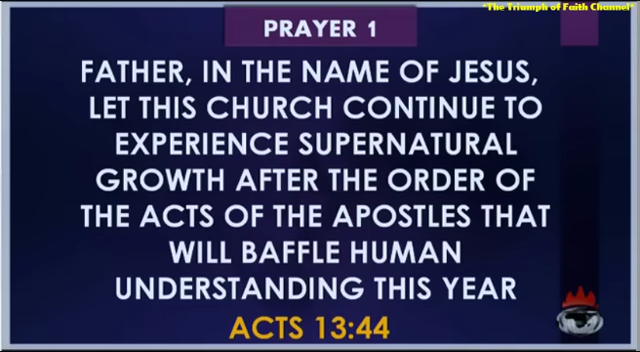 "The Triumph of Faith Channel"
PRAYER 1
FATHER, IN THE NAME OF JESUS,
LET THIS CHURCH CONTINUE TO
EXPERIENCE SUPERNATURAL
GROWTH AFTER THE ORDER OF
THE ACTS OF THE APOSTLES THAT
WILL BAFFLE HUMAN
UNDERSTANDING THIS YEAR
ACTS 13:44